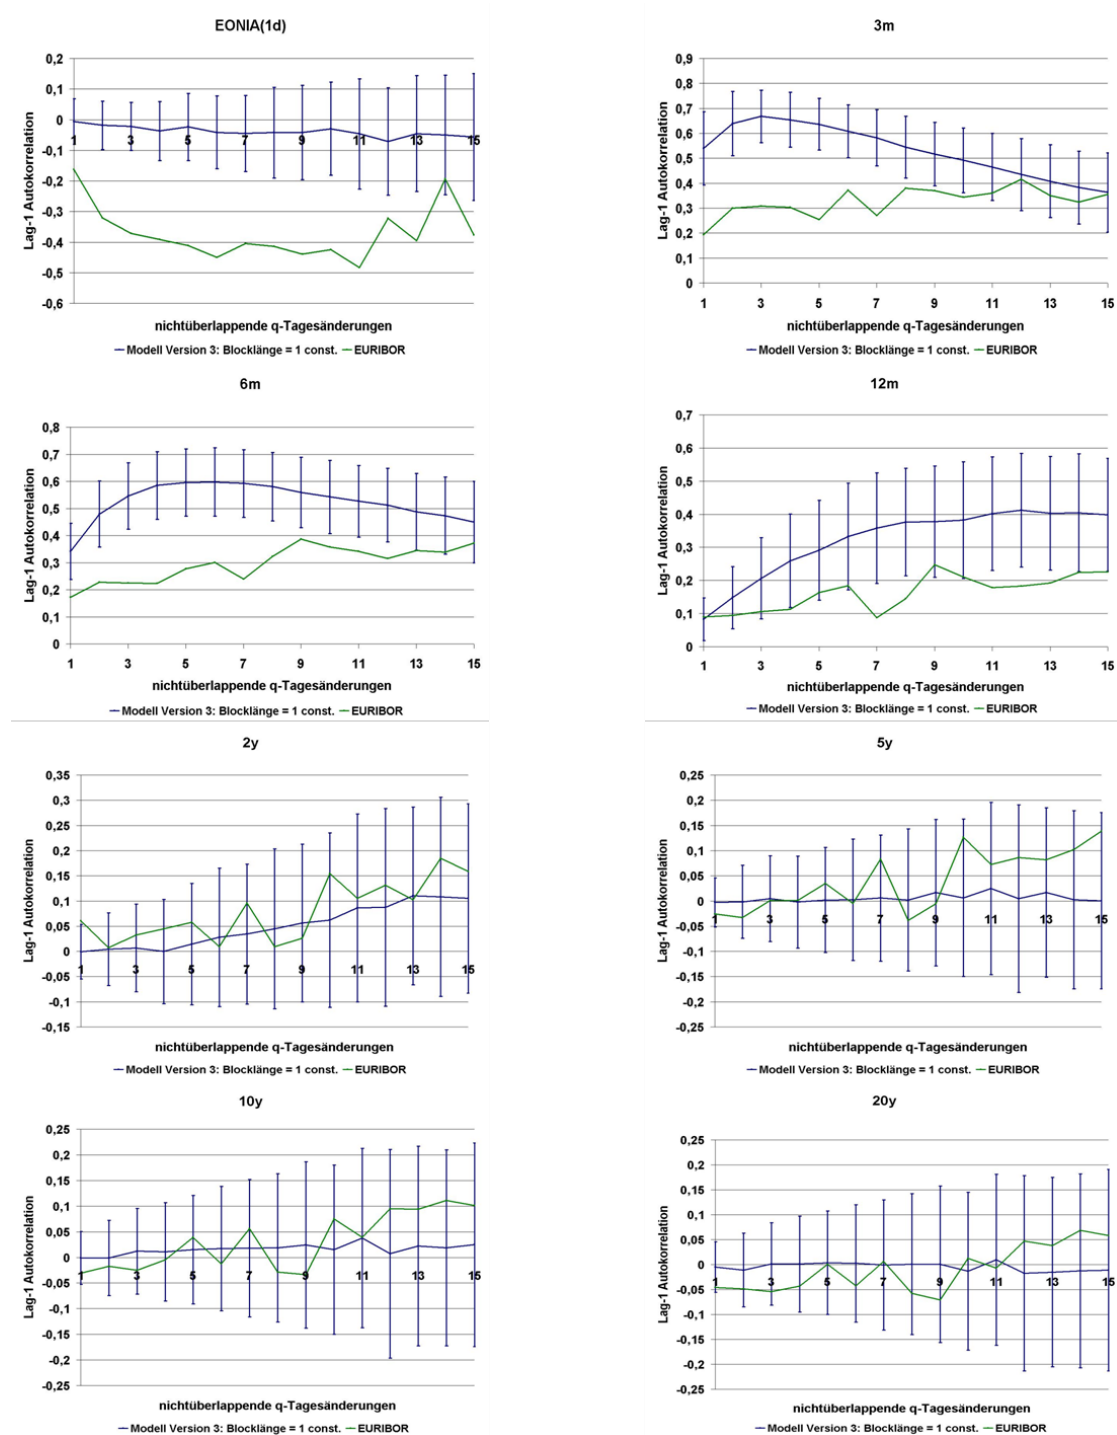 EONIA(1d)
Lag-1 Autokorrelation
0,2
0,1
0
-0,1
-0,2
-0,3
-0,4
-0,5
-0,6
1 3 5 7 9 11 13 15
nichtüberlappende q-Tagesänderungen
Modell Version 3: Blocklänge = 1 const. EURIBOR
3m
Lag-1 Autokorrelation
0,9
0,8
0,7
0,6
0,5
0,4
0,3
0,2
0,1
0
1 3 5 7 9 11 13 15
nichtüberlappende q-Tagesänderungen
Modell Version 3: Blocklänge = 1 const. EURIBOR
6m
Lag-1 Autokorrelation
0,8
0,7
0,6
0,5
0,4
0,3
0,2
0,1
0
1 3 5 7 9 11 13 15
nichtüberlappende q-Tagesänderungen
Modell Version 3: Blocklänge = 1 const. EURIBOR
12m
Lag-1 Autokorrelation
0,7
0,6
0,5
0,4
0,3
0,2
0,1
0
1 3 5 7 9 11 13 15
nichtüberlappende q-Tagesänderungen
Modell Version 3: Blocklänge = 1 const. EURIBOR
2y
Lag-1 Autokorrelation
0,35
0,3
0,25
0,2
0,15
0,1
0,05
0
-0,05
-0,1
-0,15
1 3 5 7 9 11 13 15
nichtüberlappende q-Tagesänderungen
Modell Version 3: Blocklänge = 1 const. EURIBOR
5y
Lag-1 Autokorrelation
0,25
0,2
0,15
0,1
0,05
0
-0,05
-0,1
-0,15
-0,2
-0,25
1 3 5 7 9 11 13 15
nichtüberlappende q-Tagesänderungen
Modell Version 3: Blocklänge = 1 const. EURIBOR
10y
Lag-1 Autokorrelation
0,25
0,2
0,15
0,1
0,05
0
-0,05
-0,1
-0,15
-0,2
-0,25
1 3 5 7 9 11 13 15
nichtüberlappende q-Tagesänderungen
Modell Version 3: Blocklänge = 1 const. EURIBOR
20y
Lag-1 Autokorrelation
0,25
0,2
0,15
0,1
0,05
0
-0,05
-0,1
-0,15
-0,2
-0,25
1 3 5 7 9 11 13 15
nichtüberlappende q-Tagesänderungen
Modell Version 3: Blocklänge = 1 const. EURIBOR